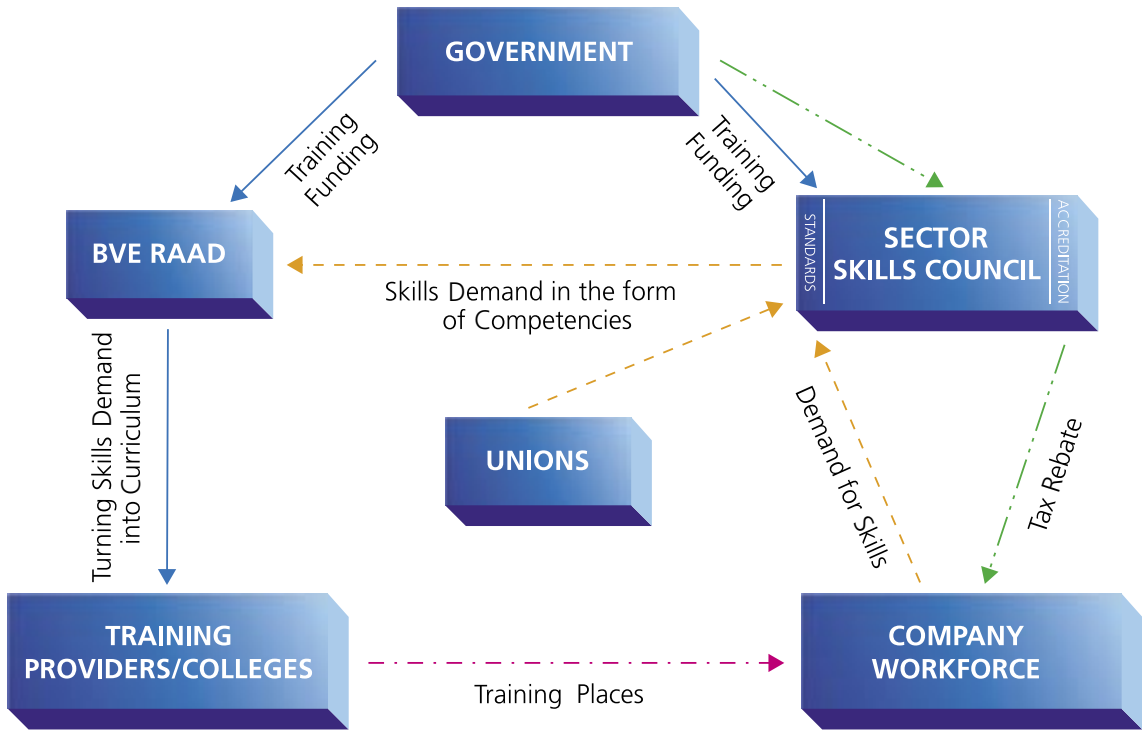 GOVERNMENT
Training
Funding
Training
Funding
BVE RAAD
STANDARDS
SECTOR
SKILLS COUNCIL
ACCREDITATION
Skills Demand in the form
of Competencies
Turning Skills Demand
into Curriculum
UNIONS
Demand for Skills
Tax Rebate
TRAINING
PROVIDERS/COLLEGES
Training Places
COMPANY
WORKFORCE